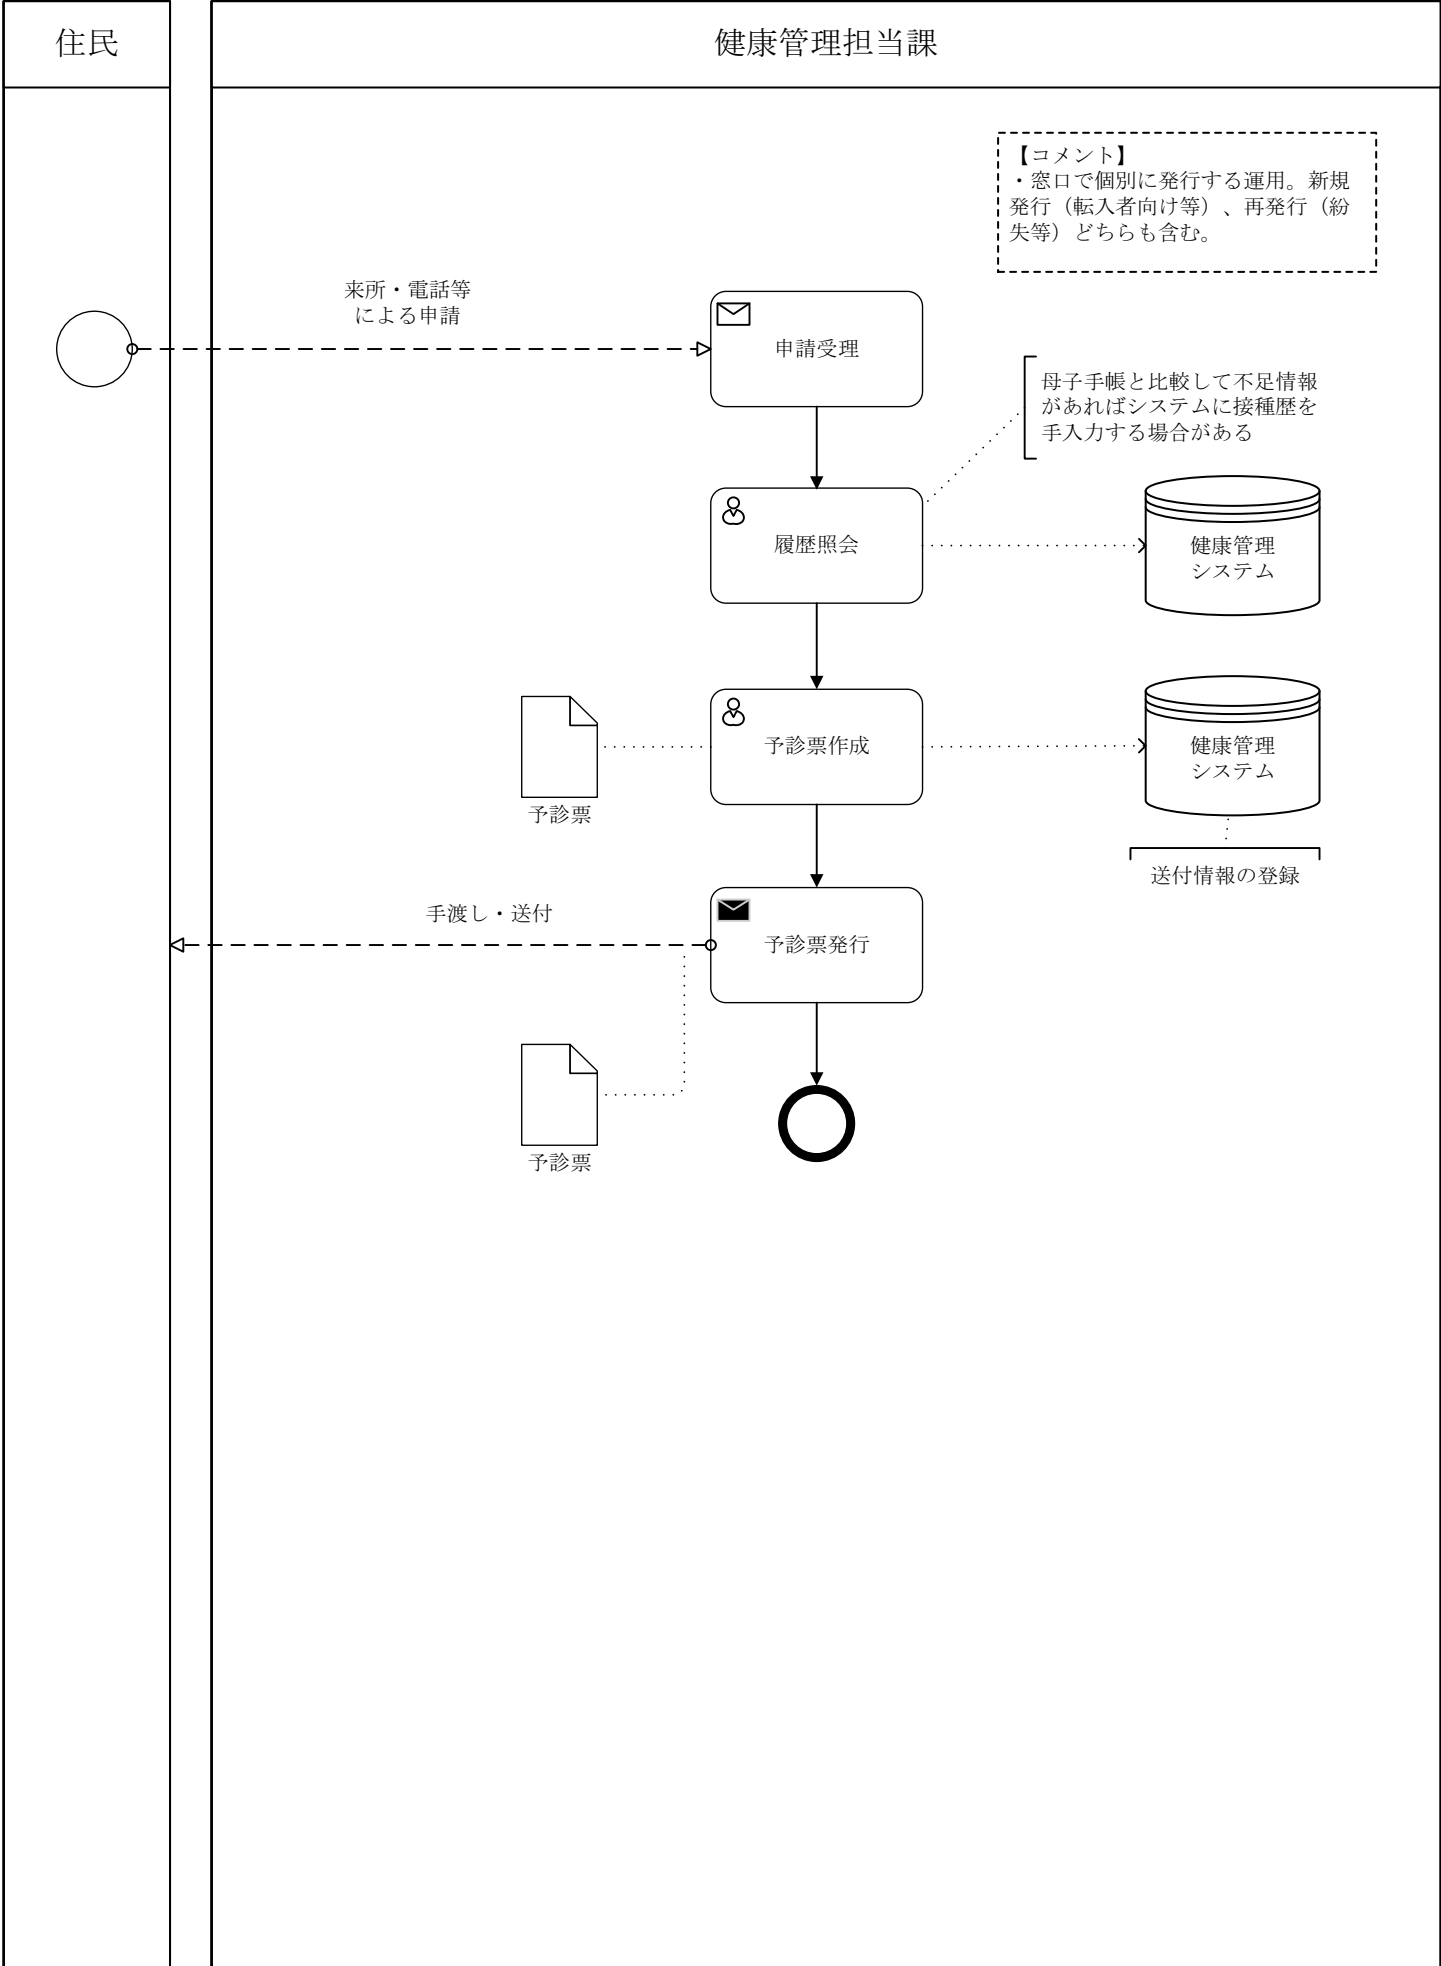 住民
健康管理担当課
【コメント】
・窓口で個別に発行する運用。新規
発行（転入者向け等）、再発行（紛
失等）どちらも含む。
来所・電話等
による申請
申請受理
母子手帳と比較して不足情報
があればシステムに接種歴を
手入力する場合がある
履歴照会
健康管理
システム
予診票作成
健康管理
システム
予診票
送付情報の登録
手渡し・送付
予診票発行
予診票